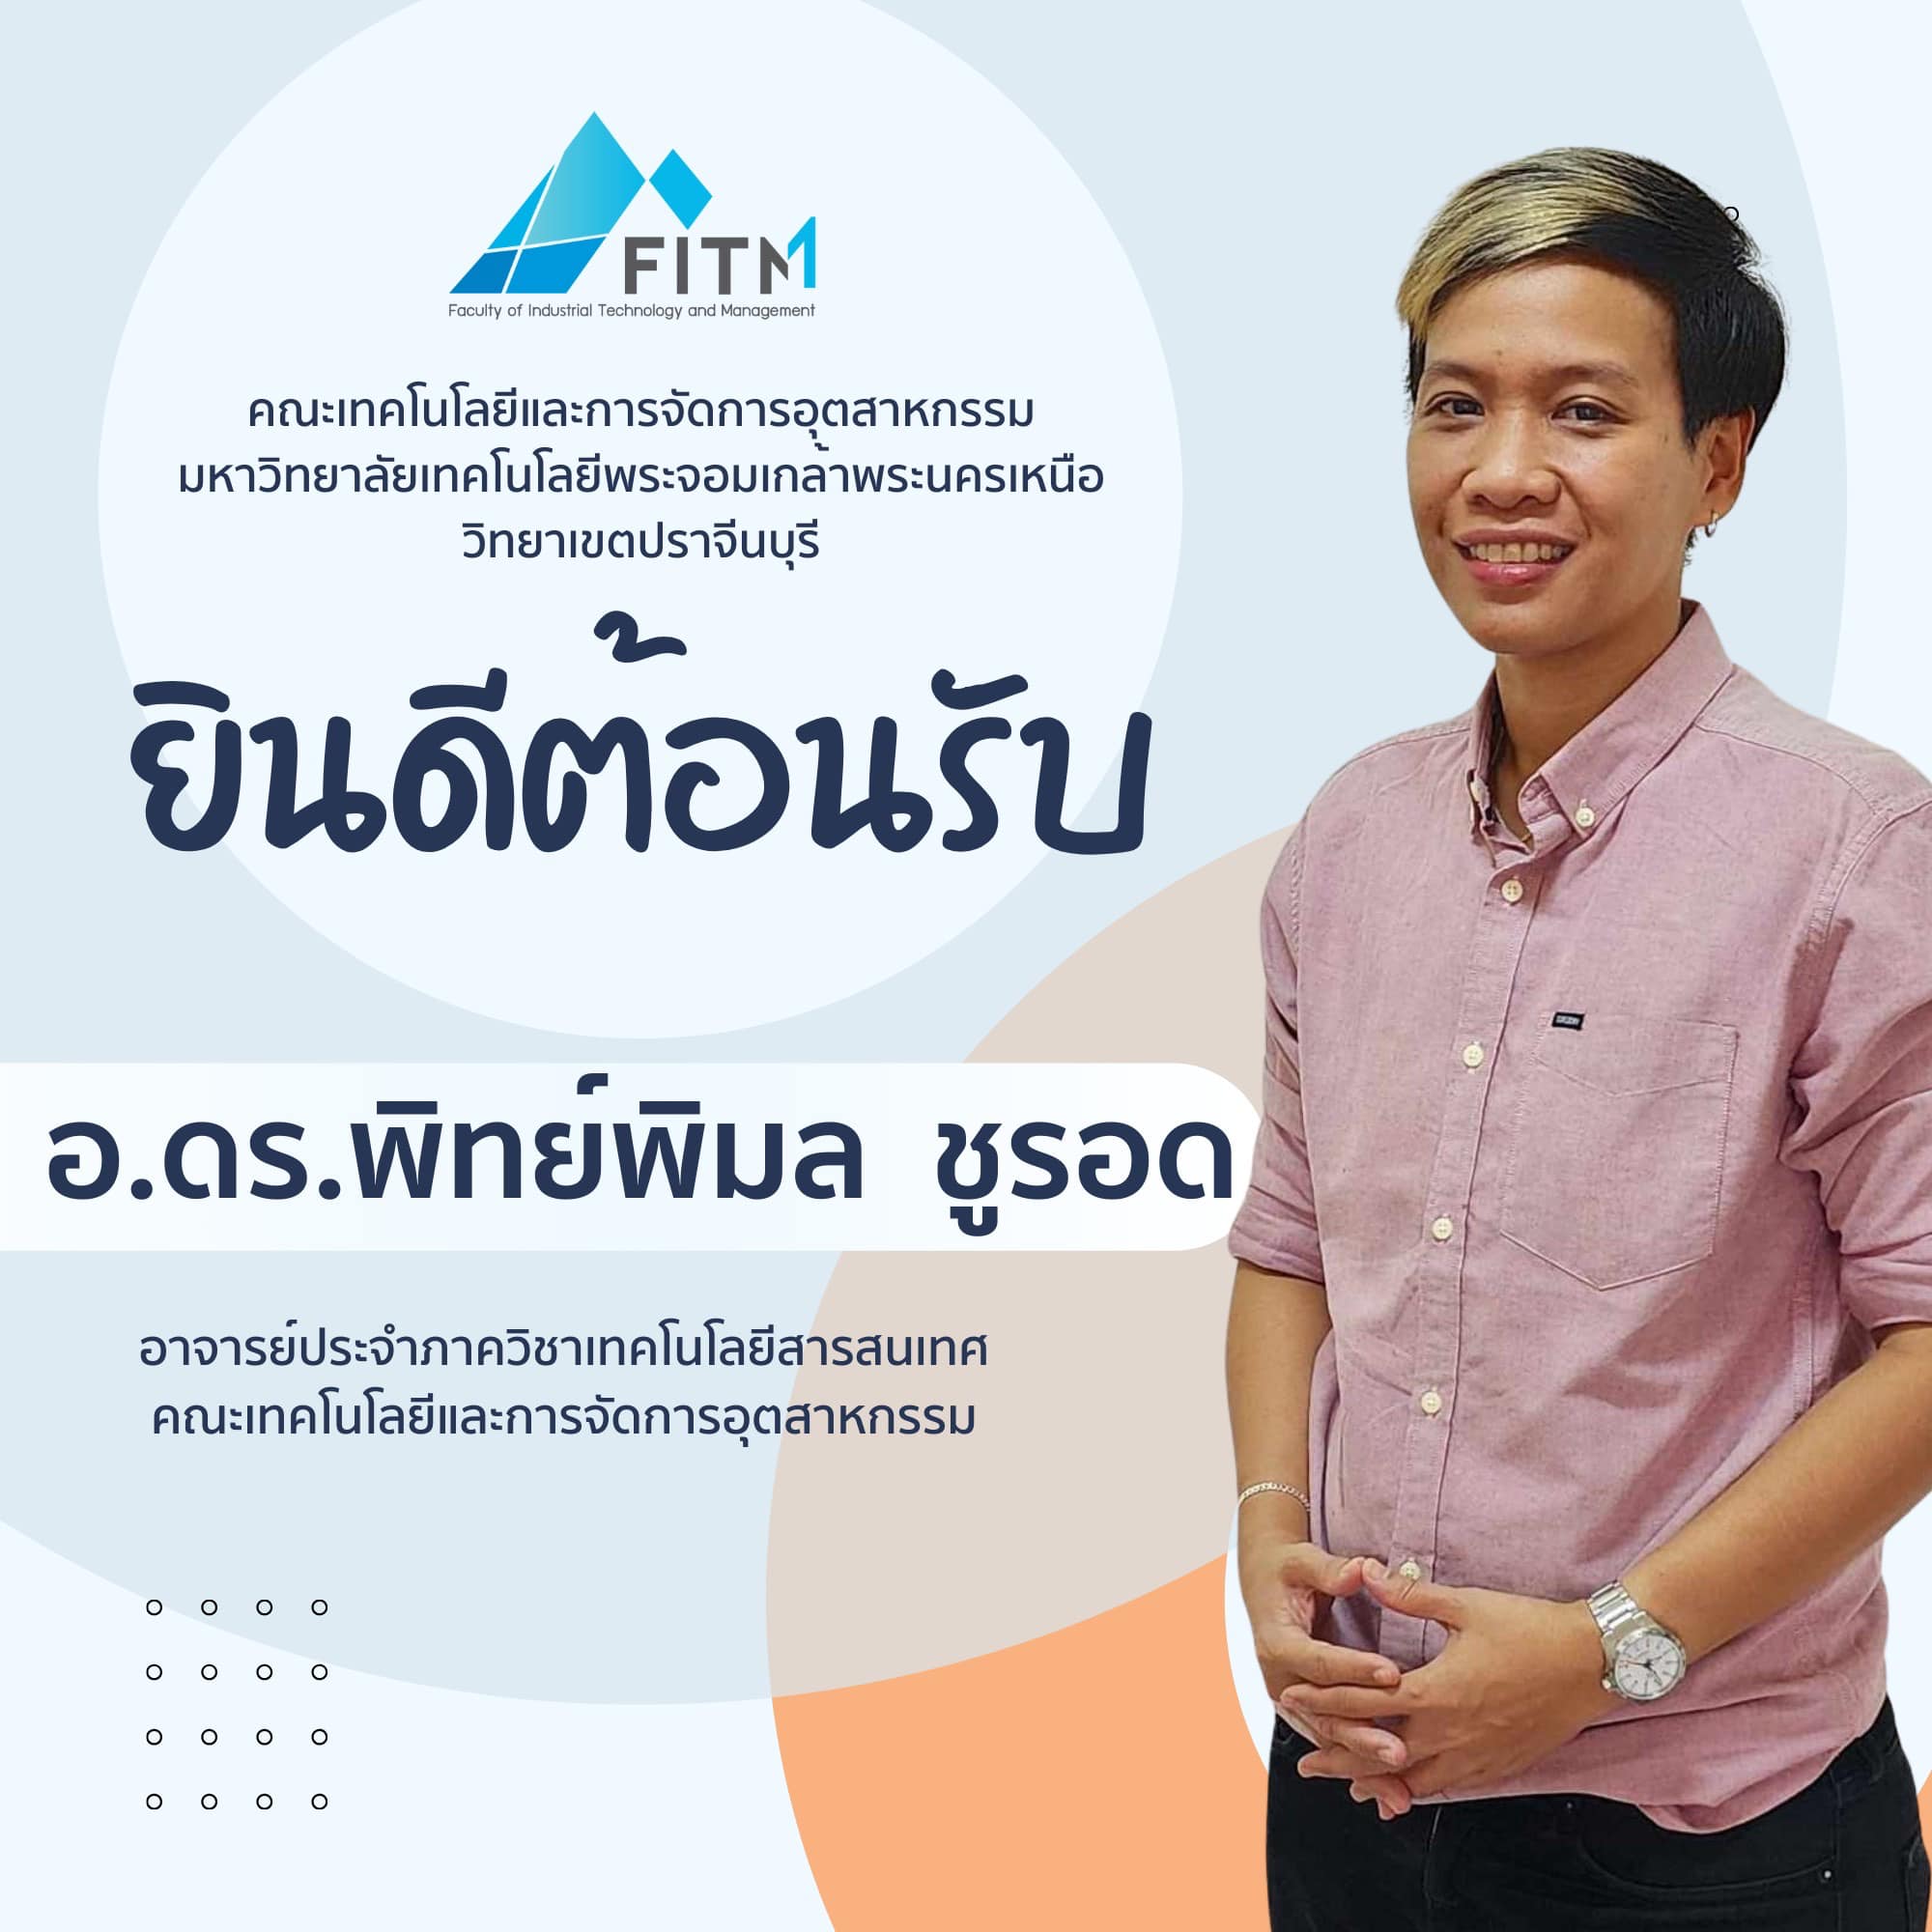 FITM
Faculty of Industrial Technology and Management
คณะเทคโนโลยีและการจัดการอุตสาหกรรม
มหาวิทยาลัยเทคโนโลยีพระจอมเกล้าพระนครเหนือ
วิทยาเขตปราจีนบุรี
ยินดีต้อนรับ
อ.ดร.พิทย์พิมล ชูรอด
อาจารย์ประจำภาควิชาเทคโนโลยีสารสนเทศ
คณะเทคโนโลยีและการจัดการอุตสาหกรรม